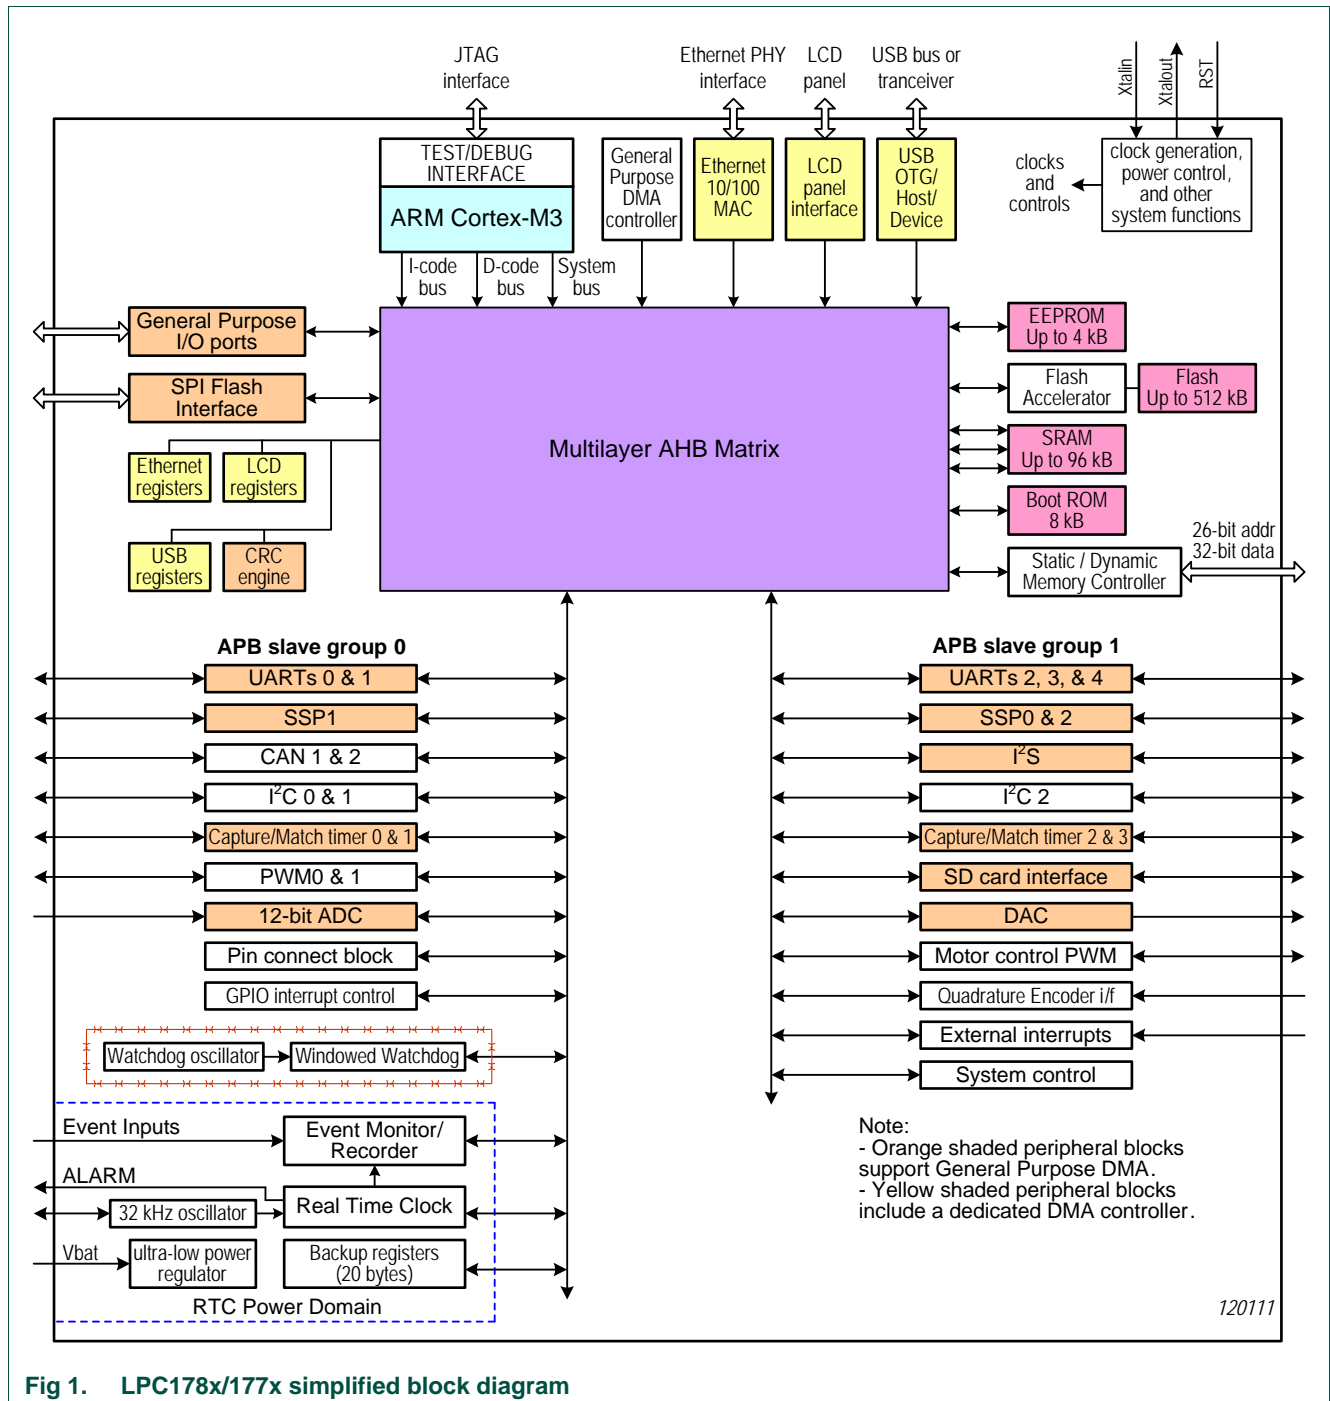 JTAG
interface
Ethernet PHY
interface
LCD
panel
USB bus or
tranceiver
Xtalin
Xtalout
RST
TEST/DEBUG
INTERFACE
ARM Cortex-M3
General
Purpose
DMA
controller
Ethernet
10/100
MAC
LCD
panel
interface
USB
OTG/
Host/
Device
clocks
and
controls
clock generation,
power control,
and other
system functions
I-code
bus
D-code
bus
System
bus
General Purpose
I/O ports
SPI Flash
Interface
Ethernet
registers
LCD
registers
USB
registers
CRC
engine
Multilayer AHB Matrix
EEPROM
Up to 4 kB
Flash
Accelerator
Flash
Up to 512 kB
SRAM
Up to 96 kB
Boot ROM
8 kB
26-bit addr
32-bit data
Static / Dynamic
Memory Controller
APB slave group 0
UARTs 0 & 1
SSP1
CAN 1 & 2
I²C 0 & 1
Capture/Match timer 0 & 1
PWM0 & 1
12-bit ADC
Pin connect block
GPIO interrupt control
Watchdog oscillator
Windowed Watchdog
Event Inputs
Event Monitor/
Recorder
ALARM
32 kHz oscillator
Real Time Clock
Vbat
ultra-low power
regulator
Backup registers
(20 bytes)
RTC Power Domain
APB slave group 1
UARTs 2, 3, & 4
SSP0 & 2
I²S
I²C 2
Capture/Match timer 2 & 3
SD card interface
DAC
Motor control PWM
Quadrature Encoder i/f
External interrupts
System control
Note:
- Orange shaded peripheral blocks
support General Purpose DMA.
- Yellow shaded peripheral blocks
include a dedicated DMA controller.
120111
Fig 1. LPC178x/177x simplified block diagram